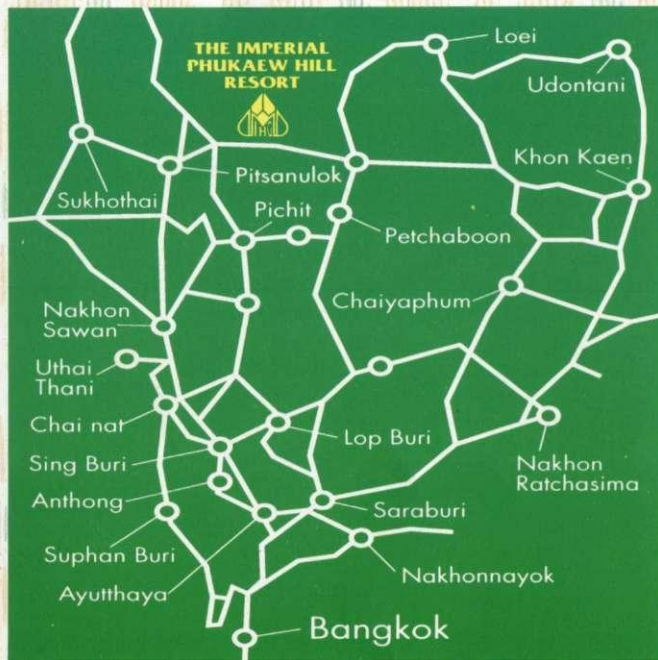 THE IMPERIAL
PHUKAEW HILL
RESORT
Loei
Udontani
Khon Kaen
Sukhothai
Pitsanulok
Pichit
Petchaboon
Chaiyaphum
Nakhon
Sawan
Uthai
Thani
Chai nat
Lop Buri
Sing Buri
Nakhon
Ratchasima
Anthong
Saraburi
Suphan Buri
Nakhonnayok
Ayutthaya
Bangkok